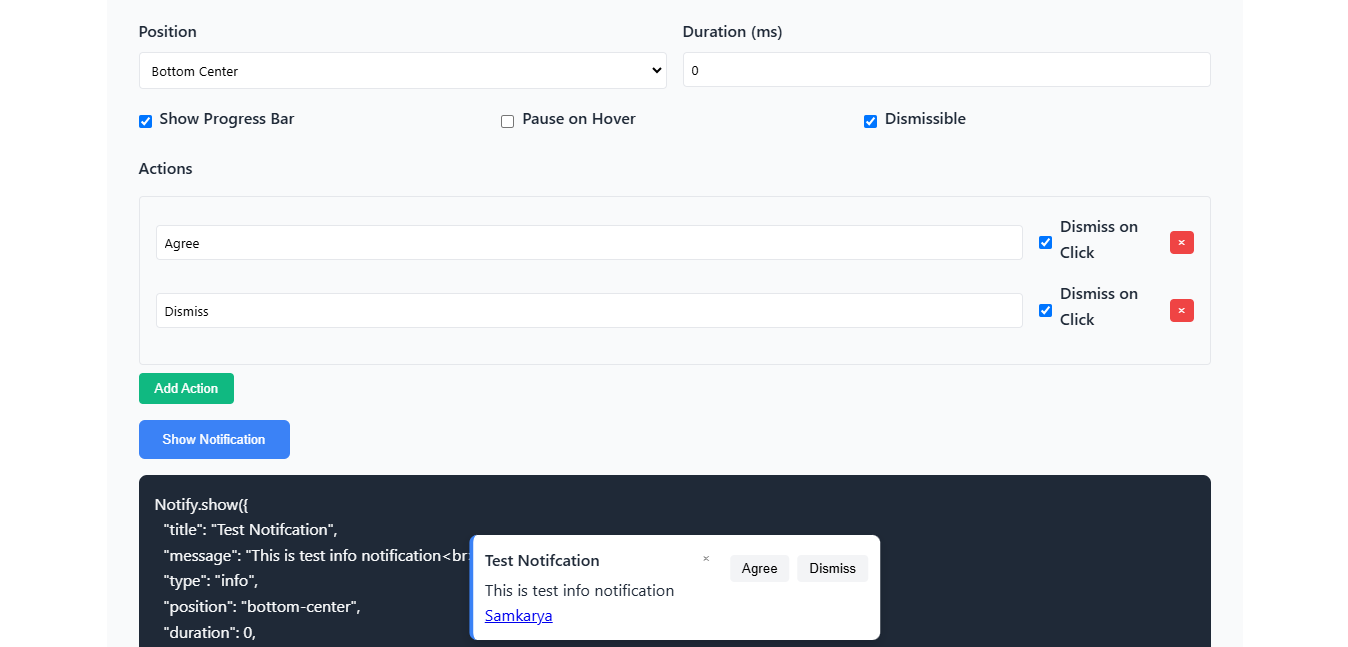 Position
Duration (ms)
Bottom Center
0
Show Progress Bar
Pause on Hover
Dismissible
Actions
Agree
Dismiss on
Click
×
Dismiss
Dismiss on
Click
×
Add Action
Show Notification
Notify.show({
"title": "Test Notifcation",
"message": "This is test info notification<br
"type": "info",
"position": "bottom-center",
"duration": 0,
Test Notifcation
×
Agree
Dismiss
This is test info notification
Samkarya